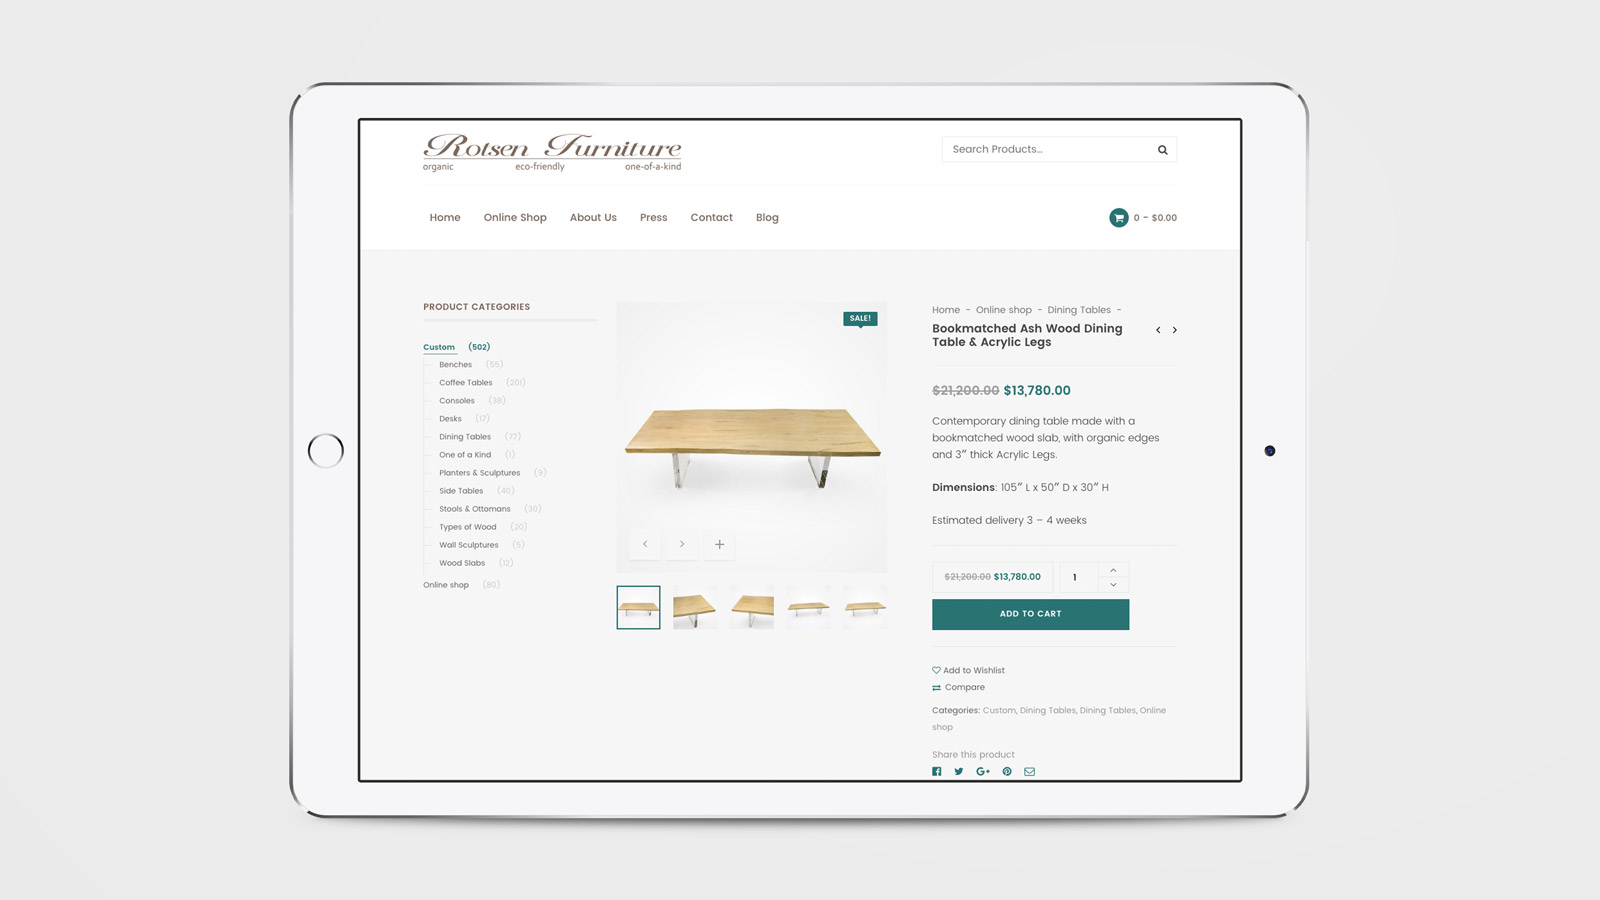 Rotsen Furniture
organic eco-friendly one-of-a-kind
Search Products...
Home Online Shop About Us Press Contact Blog
0 – $0.00
PRODUCT CATEGORIES
Custom (502)
Benches (55)
Coffee Tables (201)
Consoles (38)
Desks (17)
Dining Tables (77)
One of a Kind (1)
Planters & Sculptures (9)
Side Tables (40)
Stools & Ottomans (30)
Types of Wood (20)
Wall Sculptures (5)
Wood Slabs (12)
Online shop (80)
SALE!
Home – Online shop – Dining Tables –
Bookmatched Ash Wood Dining
Table & Acrylic Legs
$21,200.00 $13,780.00
Contemporary dining table made with a
bookmatched wood slab, with organic edges
and 3″ thick Acrylic Legs.
Dimensions: 105″ L x 50″ D x 30″ H
Estimated delivery 3 – 4 weeks
$21,200.00 $13,780.00 1
ADD TO CART
Add to Wishlist
Compare
Categories: Custom, Dining Tables, Dining Tables, Online
shop
Share this product